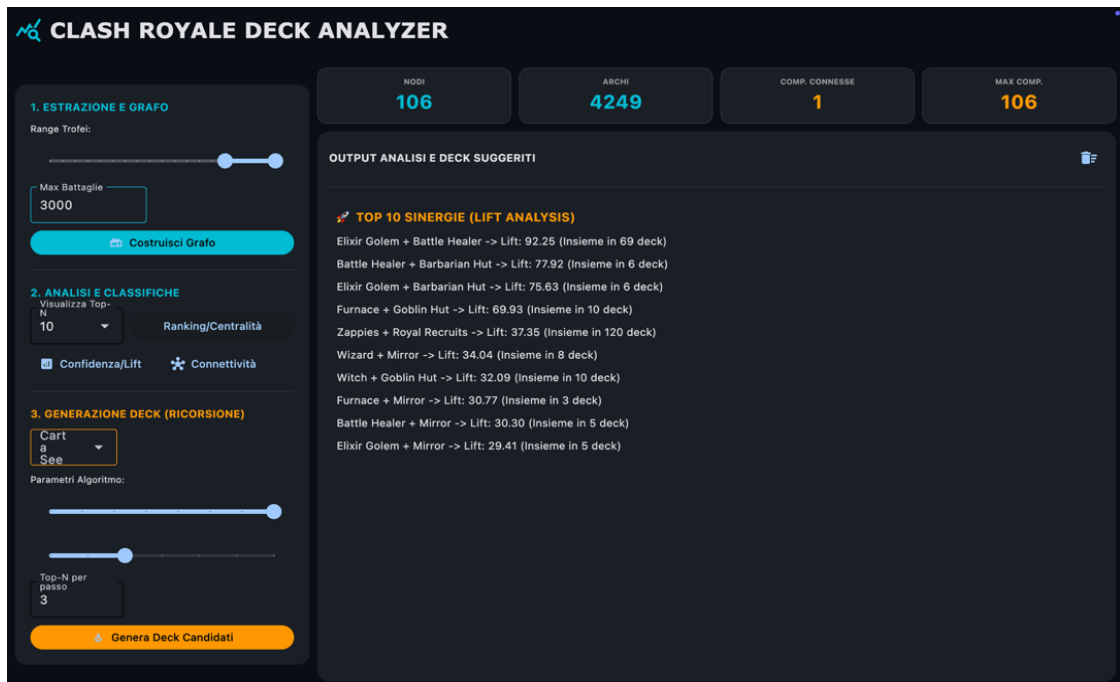 CLASH ROYALE DECK ANALYZER
1. ESTRAZIONE E GRAFO
Range Trofei:
Max Battaglie
3000
Costruisci Grafo
2. ANALISI E CLASSIFICHE
Visualizza Top-
N
10
Ranking/Centralità
Confidenza/Lift
Connettività
3. GENERAZIONE DECK (RICORSIONE)
Cart
a
See
Parametri Algoritmo:
Top-N per
passo
3
Genera Deck Candidati
NODI
106
ARCHI
4249
COMP. CONNESSE
1
MAX COMP.
106
OUTPUT ANALISI E DECK SUGGERITI
🚀 TOP 10 SINERGIE (LIFT ANALYSIS)
Elixir Golem + Battle Healer -> Lift: 92.25 (Insieme in 69 deck)
Battle Healer + Barbarian Hut -> Lift: 77.92 (Insieme in 6 deck)
Elixir Golem + Barbarian Hut -> Lift: 75.63 (Insieme in 6 deck)
Furnace + Goblin Hut -> Lift: 69.93 (Insieme in 10 deck)
Zappies + Royal Recruits -> Lift: 37.35 (Insieme in 120 deck)
Wizard + Mirror -> Lift: 34.04 (Insieme in 8 deck)
Witch + Goblin Hut -> Lift: 32.09 (Insieme in 10 deck)
Furnace + Mirror -> Lift: 30.77 (Insieme in 3 deck)
Battle Healer + Mirror -> Lift: 30.30 (Insieme in 5 deck)
Elixir Golem + Mirror -> Lift: 29.41 (Insieme in 5 deck)